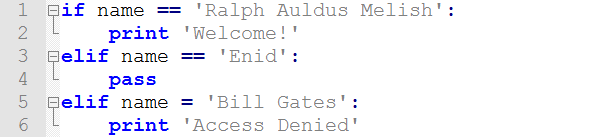 1 if name == 'Ralph Auldus Melish':
2     print 'Welcome!'
3 elif name == 'Enid':
4     pass
5 elif name = 'Bill Gates':
6     print 'Access Denied'